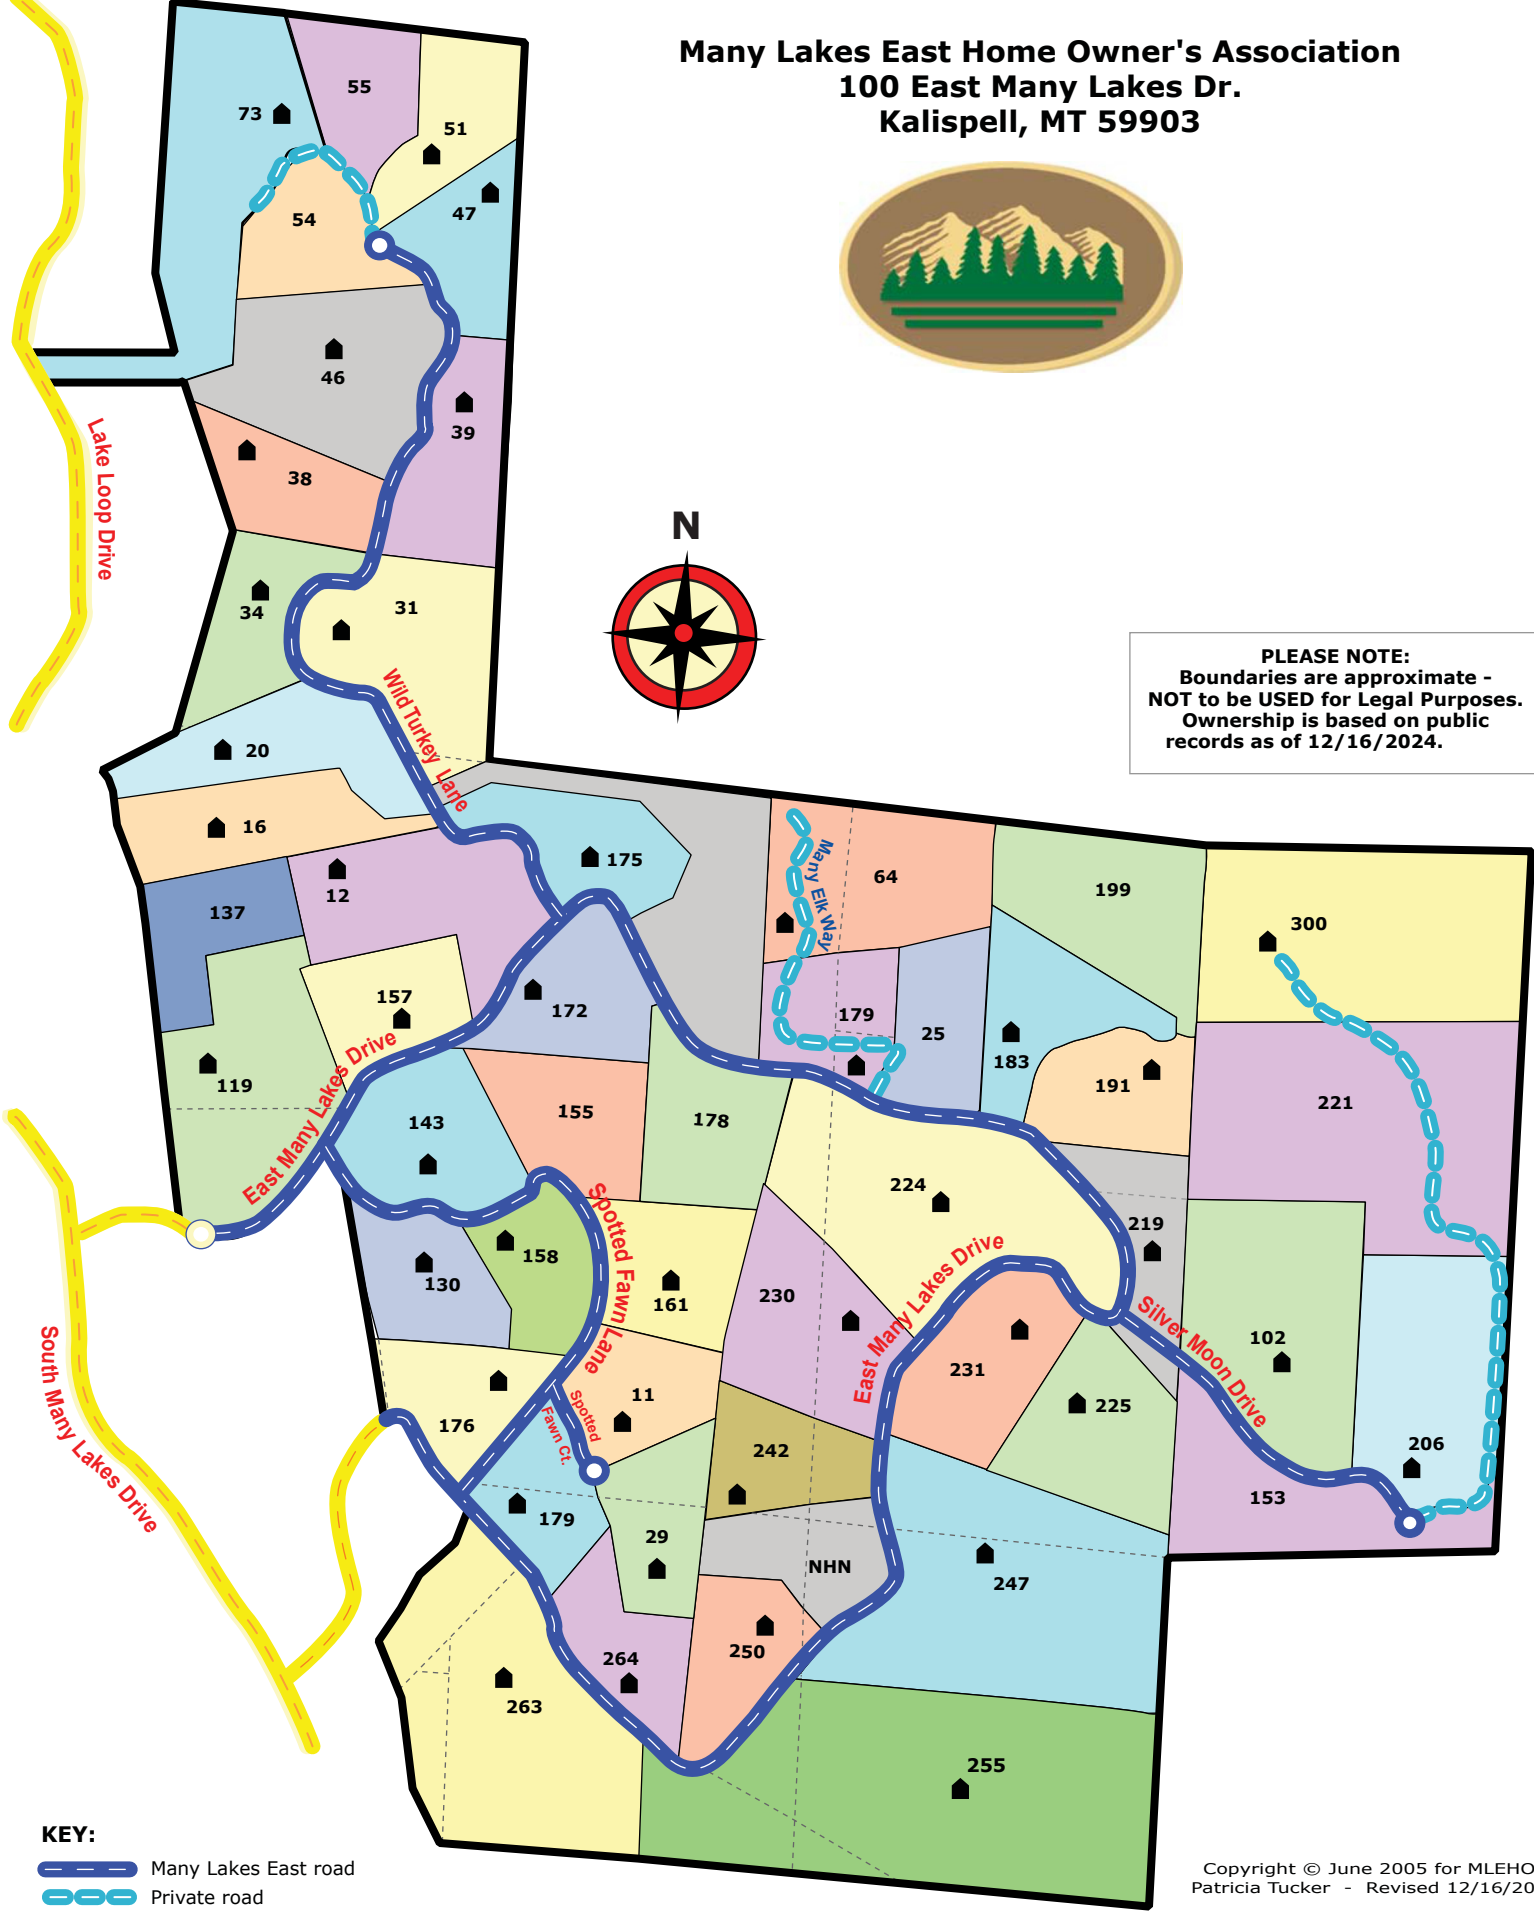 Many Lakes East Home Owner's Association
100 East Many Lakes Dr.
Kalispell, MT 59903
55
73
51
47
54
46
39
38
Lake Loop Drive
N
34
31
PLEASE NOTE:
Boundaries are approximate -
NOT to be USED for Legal Purposes.
Ownership is based on public
records as of 12/16/2024.
Wild Turkey Lane
20
16
175
12
137
Many Elk Way
64
199
300
157
172
179
25
183
191
221
119
East Many Lakes Drive
143
155
178
224
219
Spotted Fawn Lane
158
130
161
230
East Many Lakes Drive
Silver Moon Drive
102
231
225
South Many Lakes Drive
11
176
Spotted
Fawn Ct.
242
206
153
179
29
NHN
247
250
264
263
255
KEY:
Many Lakes East road
Private road
Copyright © June 2005 for MLEHO
Patricia Tucker - Revised 12/16/20